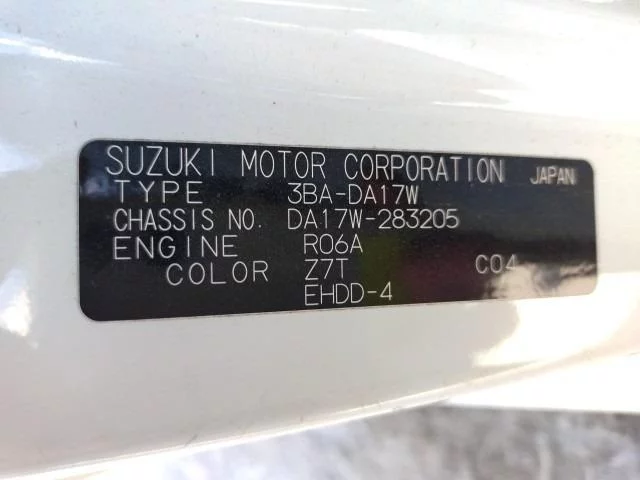 SUZUKI MOTOR CORPORATION JAPAN
TYPE 3BA-DA17W
CHASSIS NO. DA17W-283205
ENGINE R06A
COLOR Z7T C04
EHDD-4